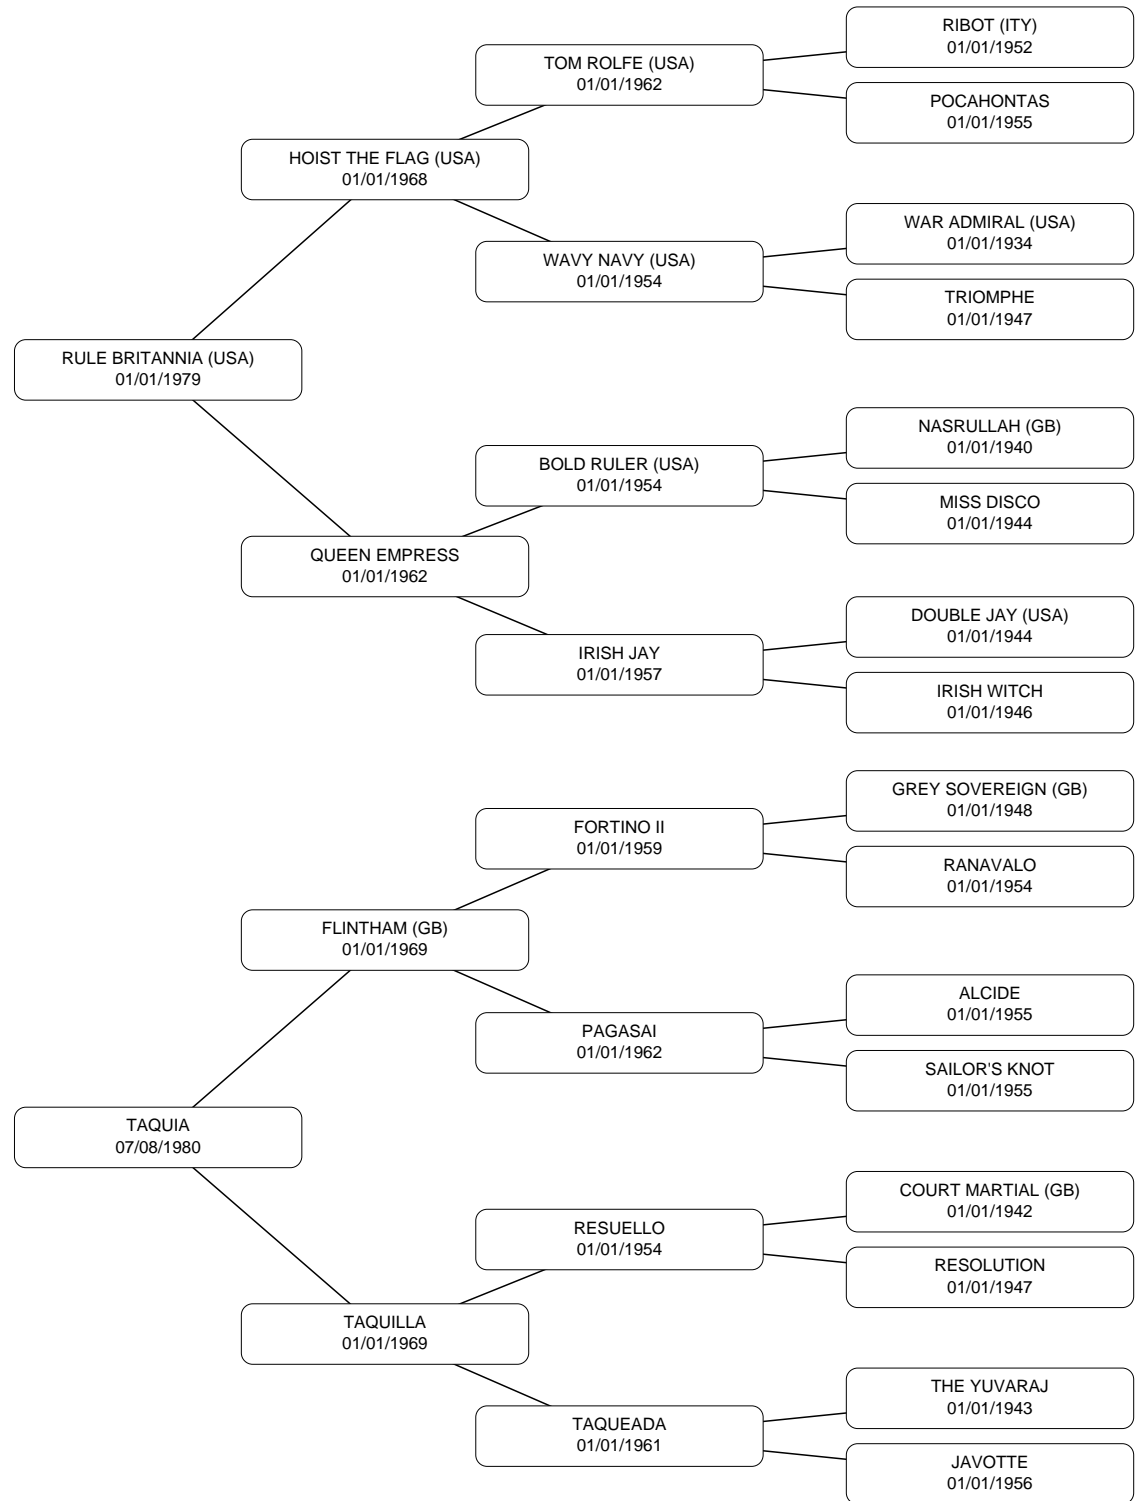 RIBOT (ITY)
01/01/1952
TOM ROLFE (USA)
01/01/1962
POCAHONTAS
01/01/1955
HOIST THE FLAG (USA)
01/01/1968
WAR ADMIRAL (USA)
01/01/1934
WAVY NAVY (USA)
01/01/1954
TRIOMPHE
01/01/1947
RULE BRITANNIA (USA)
01/01/1979
NASRULLAH (GB)
01/01/1940
BOLD RULER (USA)
01/01/1954
MISS DISCO
01/01/1944
QUEEN EMPRESS
01/01/1962
DOUBLE JAY (USA)
01/01/1944
IRISH JAY
01/01/1957
IRISH WITCH
01/01/1946
GREY SOVEREIGN (GB)
01/01/1948
FORTINO II
01/01/1959
RANAVALO
01/01/1954
FLINTHAM (GB)
01/01/1969
ALCIDE
01/01/1955
PAGASAI
01/01/1962
SAILOR'S KNOT
01/01/1955
TAQUIA
07/08/1980
COURT MARTIAL (GB)
01/01/1942
RESUELLO
01/01/1954
RESOLUTION
01/01/1947
TAQUILLA
01/01/1969
THE YUVARAJ
01/01/1943
TAQUEADA
01/01/1961
JAVOTTE
01/01/1956